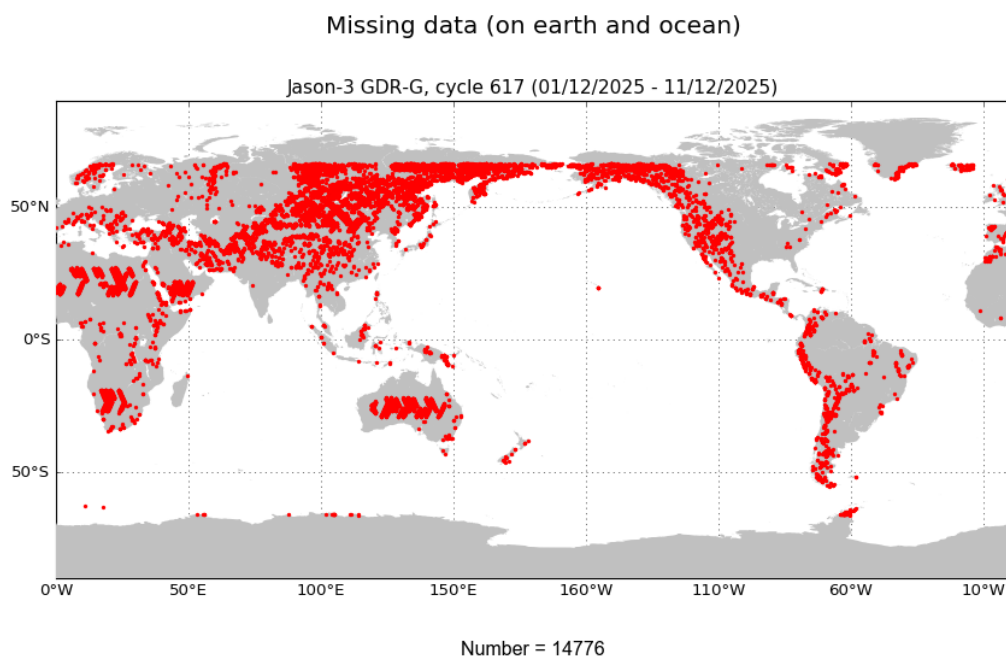 Missing data (on earth and ocean)
Jason-3 GDR-G, cycle 617 (01/12/2025 - 11/12/2025)
50°N
0°S
50°S
0°W 50°E 100°E 150°E 160°W 110°W 60°W 10°W
Number = 14776